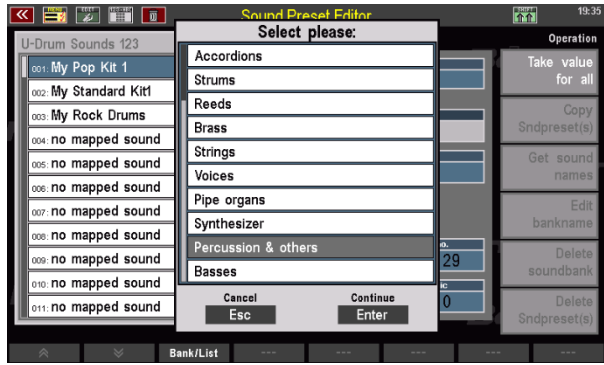 Sound Preset Editor
19:35
U-Drum Sounds 123
001: My Pop Kit 1
002: My Standard Kit1
003: My Rock Drums
004: no mapped sound
005: no mapped sound
006: no mapped sound
007: no mapped sound
008: no mapped sound
009: no mapped sound
010: no mapped sound
011: no mapped sound
Select please:
Accordions
Strums
Reeds
Brass
Strings
Voices
Pipe organs
Synthesizer
Percussion & others
Basses
Cancel
Esc
Continue
Enter
29
0
Operation
Take value
for all
Copy
Sndpreset(s)
Get sound
names
Edit
bankname
Delete
soundbank
Delete
Sndpreset(s)
Bank/List
---
---
---
---
---